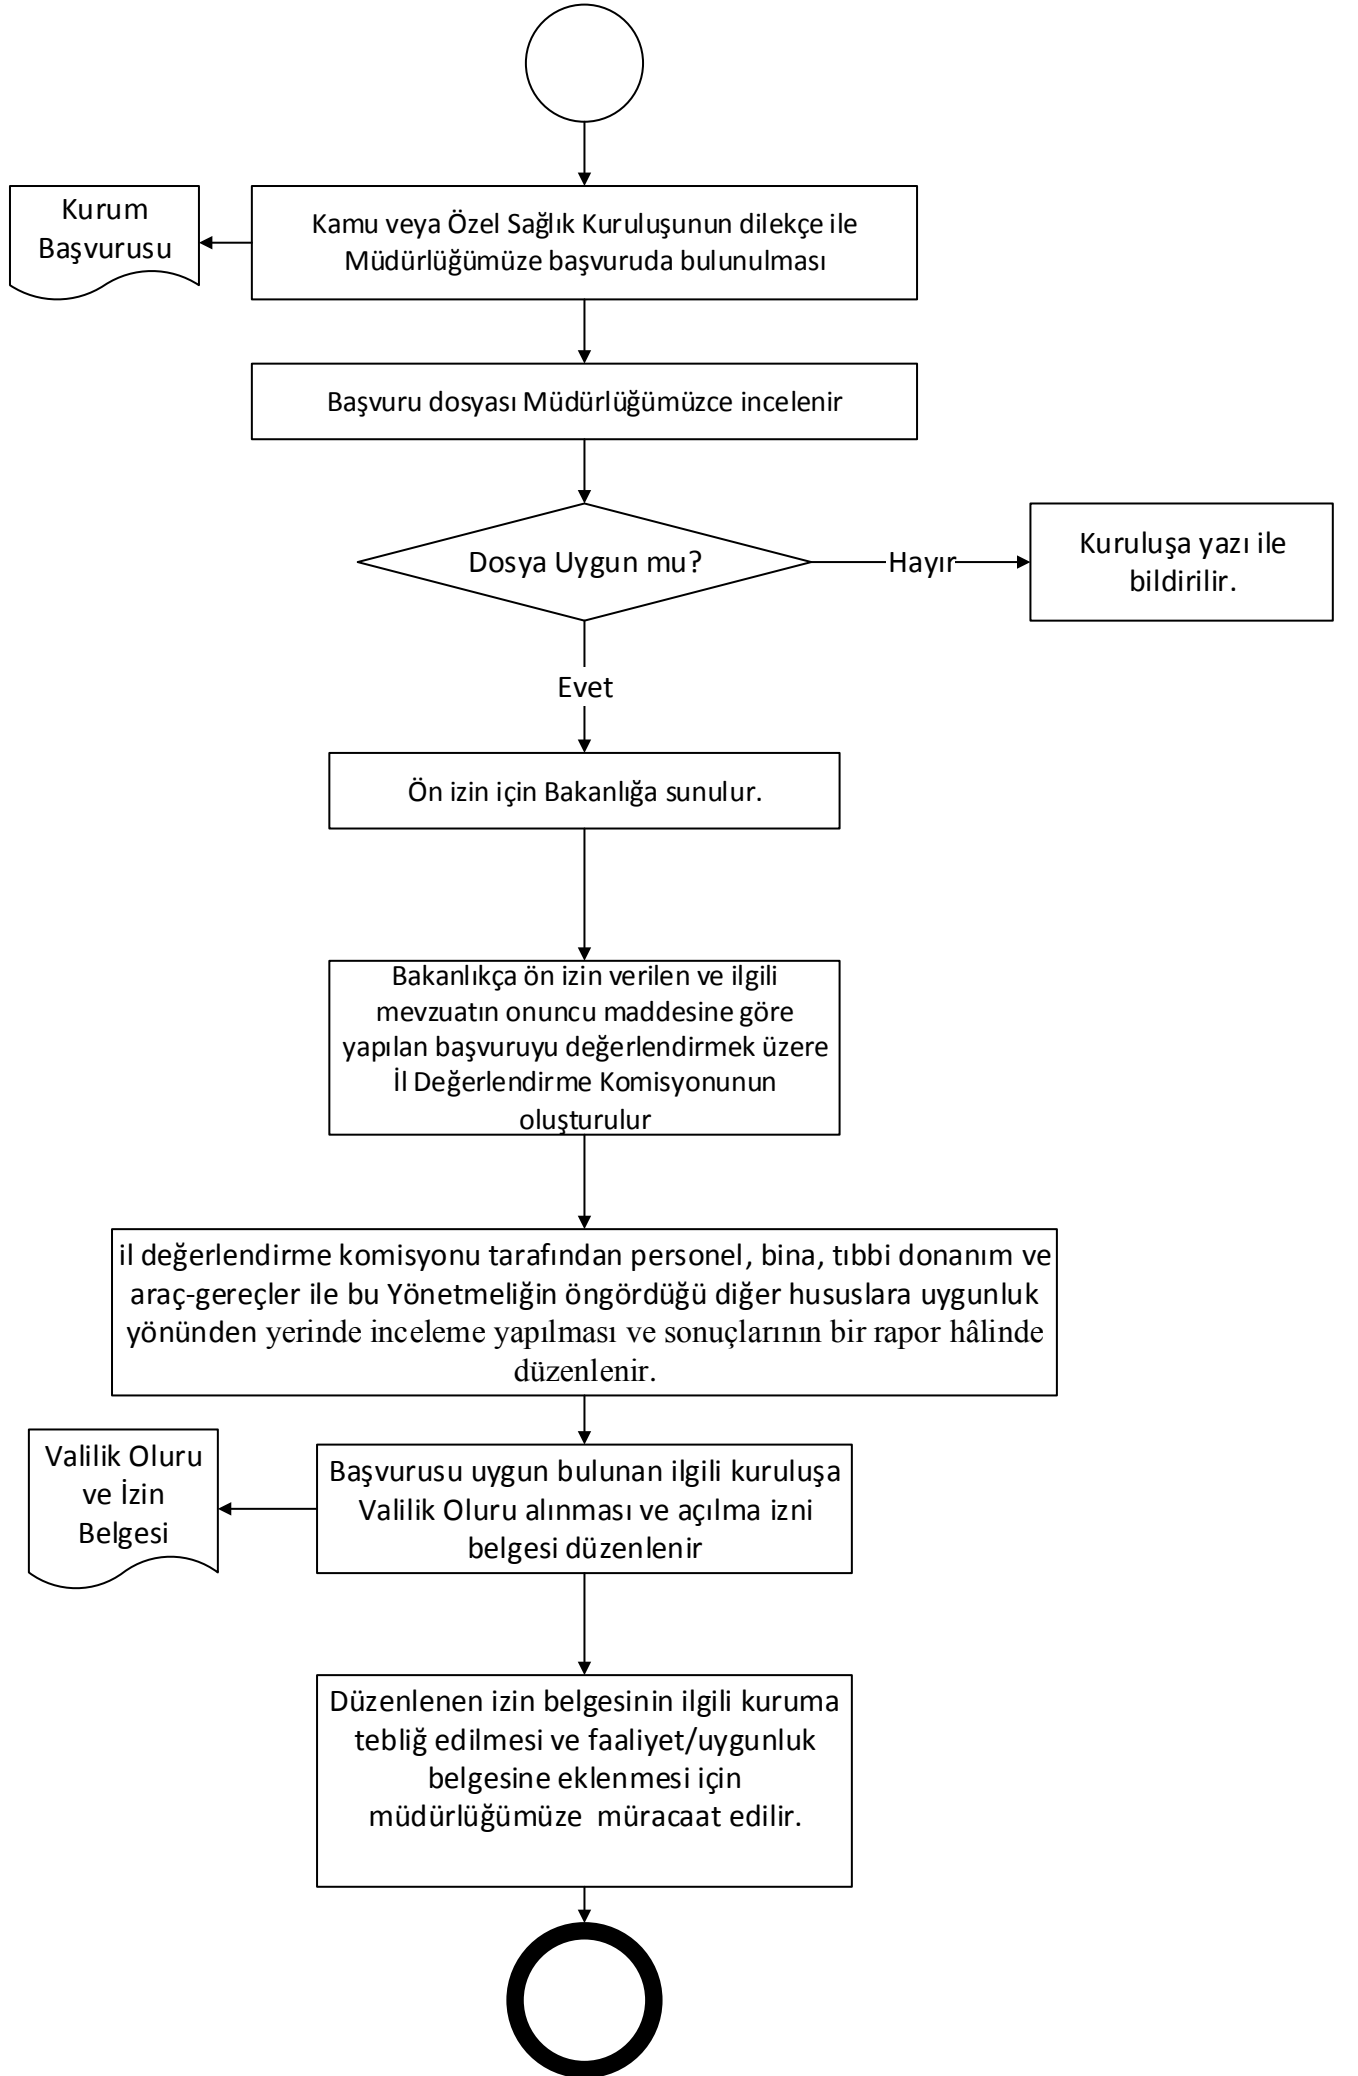 Kurum
Başvurusu
Kamu veya Özel Sağlık Kuruluşunun dilekçe ile
Müdürlüğümüze başvuruda bulunulması
Başvuru dosyası Müdürlüğümüzce incelenir
Dosya Uygun mu?
Hayır
Kuruluşa yazı ile
bildirilir.
Evet
Ön izin için Bakanlığa sunulur.
Bakanlıkça ön izin verilen ve ilgili
mevzuatın onuncu maddesine göre
yapılan başvuruyu değerlendirmek üzere
İl Değerlendirme Komisyonunun
oluşturulur
il değerlendirme komisyonu tarafından personel, bina, tıbbi donanım ve
araç-gereçler ile bu Yönetmeliğin öngördüğü diğer hususlara uygunluk
yönünden yerinde inceleme yapılması ve sonuçlarının bir rapor hâlinde
düzenlenir.
Valilik Oluru
ve İzin
Belgesi
Başvurusu uygun bulunan ilgili kuruluşa
Valilik Oluru alınması ve açılma izni
belgesi düzenlenir
Düzenlenen izin belgesinin ilgili kuruma
tebliğ edilmesi ve faaliyet/uygunluk
belgesine eklenmesi için
müdürlüğümüze  müracaat edilir.